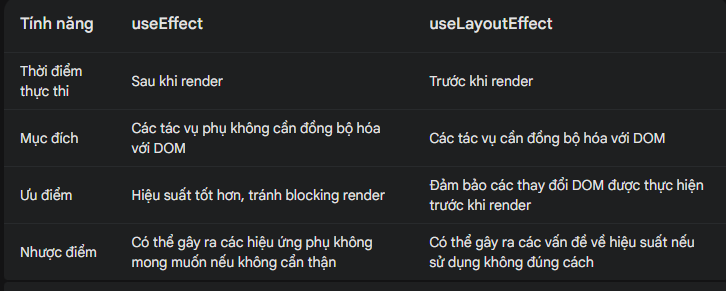 Tính năng useEffect useLayoutEffect
Thời điểm
thực thi
Sau khi render
Trước khi render
Mục đích
Các tác vụ phụ không cần đồng bộ hóa
với DOM
Các tác vụ cần đồng bộ hóa với DOM
Ưu điểm
Hiệu suất tốt hơn, tránh blocking render
Đảm bảo các thay đổi DOM được thực hiện
trước khi render
Nhược điểm
Có thể gây ra các hiệu ứng phụ không
mong muốn nếu không cẩn thận
Có thể gây ra các vấn đề về hiệu suất nếu
sử dụng không đúng cách